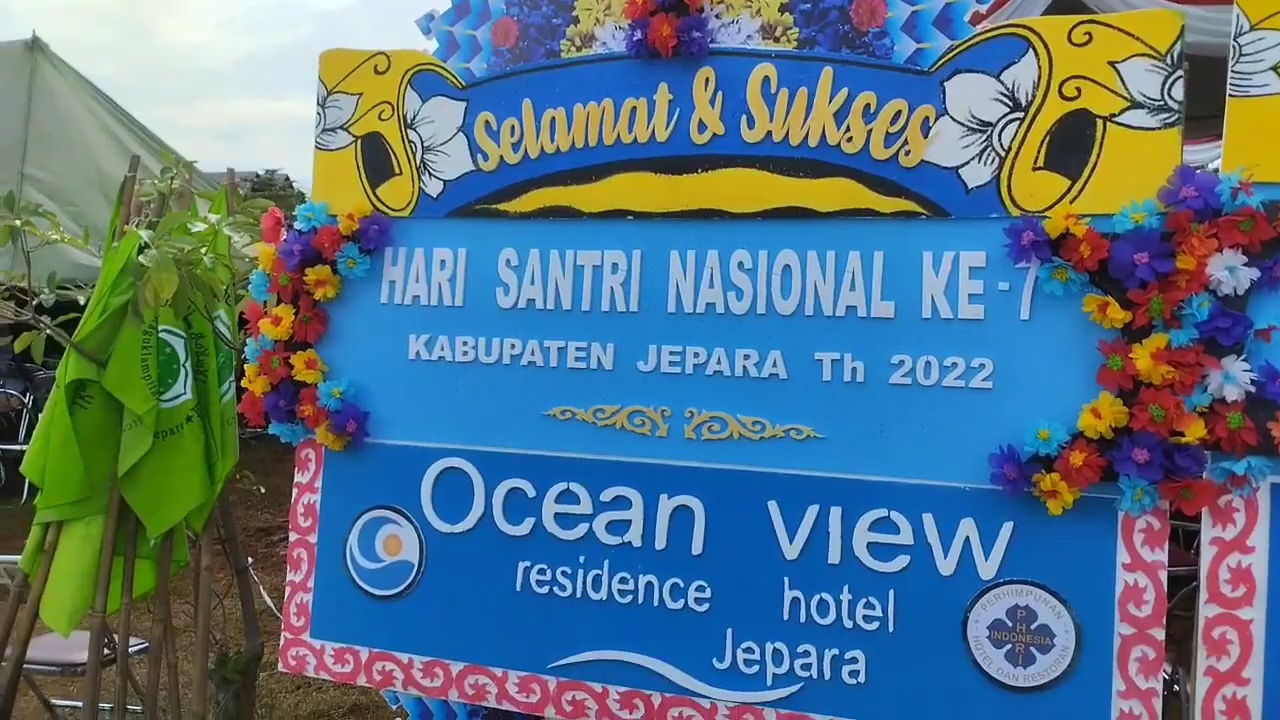 Selamat & Sukses
HARI SANTRI NASIONAL KE-7
KABUPATEN JEPARA Th 2022
Ocean view
residence hotel
Jepara
PERHIMPUNAN
PHRI
INDONESIA
HOTEL DAN RESTORAN